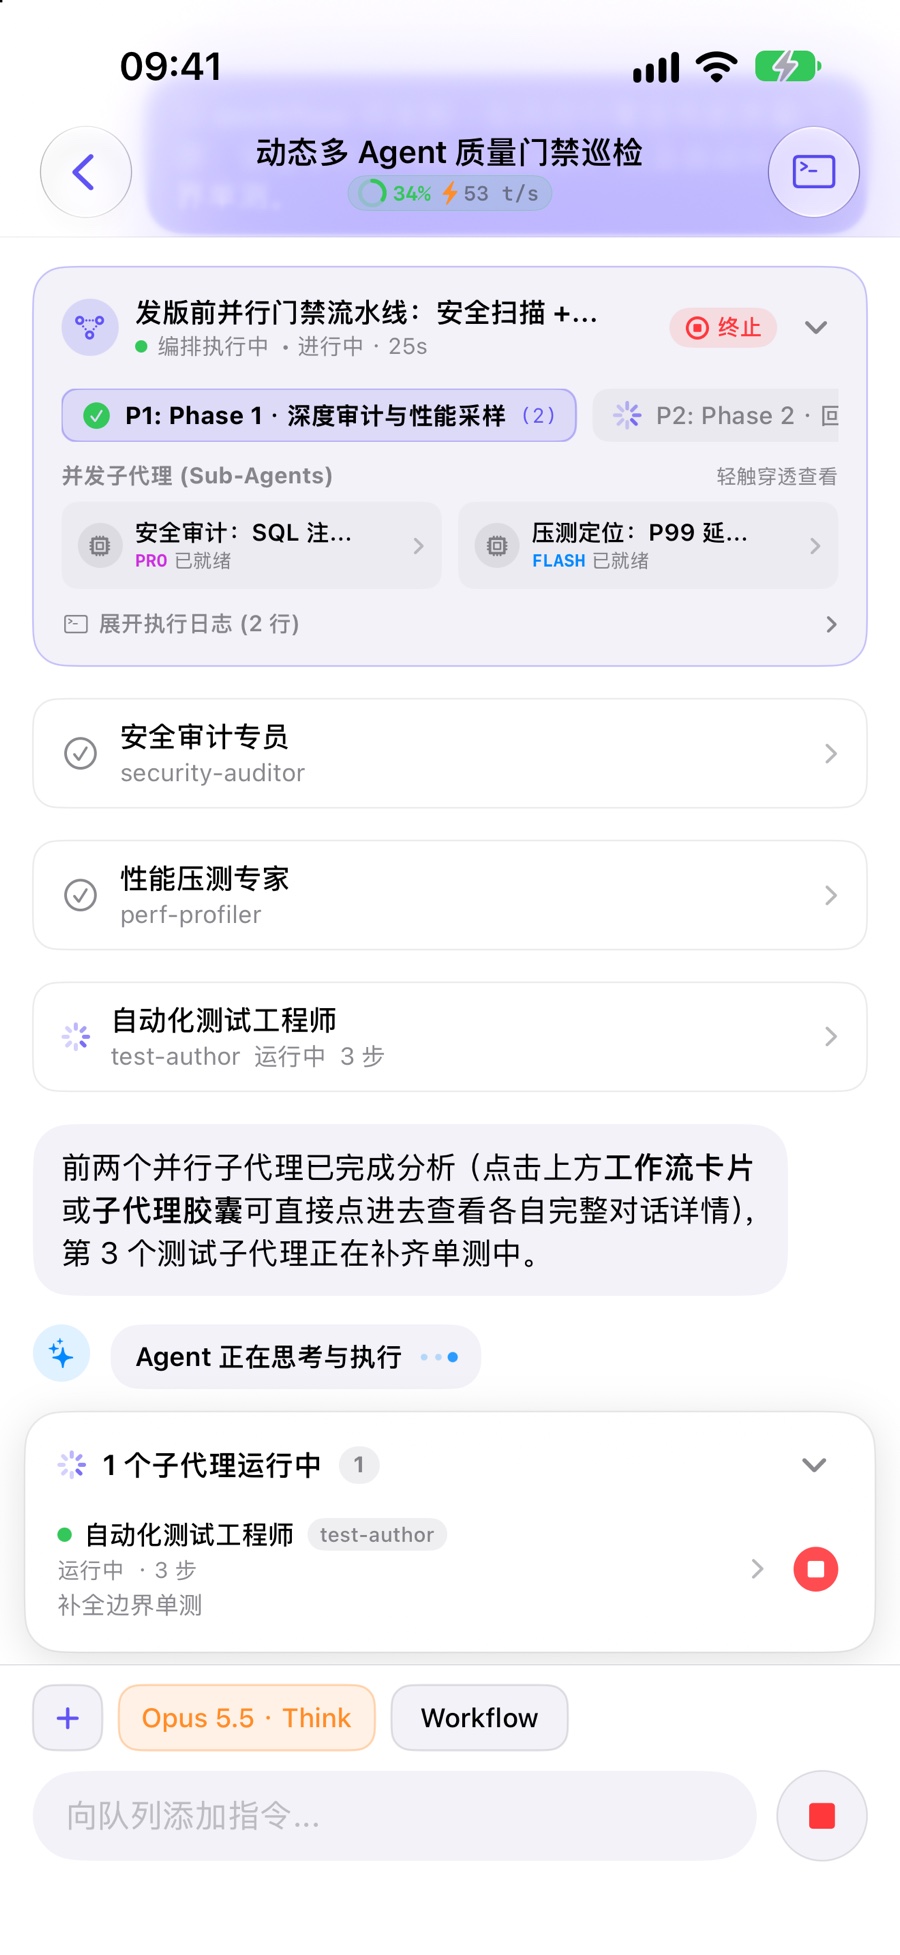 09:41
动态多 Agent 质量门禁巡检
34% 53 t/s
界单测。
发版前并行门禁流水线：安全扫描 +...
编排执行中 • 进行中 · 25s
终止
P1: Phase 1 · 深度审计与性能采样 (2)
P2: Phase 2 · 回
并发子代理 (Sub-Agents)
轻触穿透查看
安全审计：SQL 注...
PRO 已就绪
压测定位：P99 延...
FLASH 已就绪
展开执行日志 (2 行)
安全审计专员
security-auditor
性能压测专家
perf-profiler
自动化测试工程师
test-author 运行中 3 步
前两个并行子代理已完成分析（点击上方工作流卡片
或子代理胶囊可直接点进去查看各自完整对话详情），
第 3 个测试子代理正在补齐单测中。
Agent 正在思考与执行
1 个子代理运行中 1
自动化测试工程师 test-author
运行中 · 3 步
补全边界单测
Opus 5.5 · Think
Workflow
向队列添加指令...